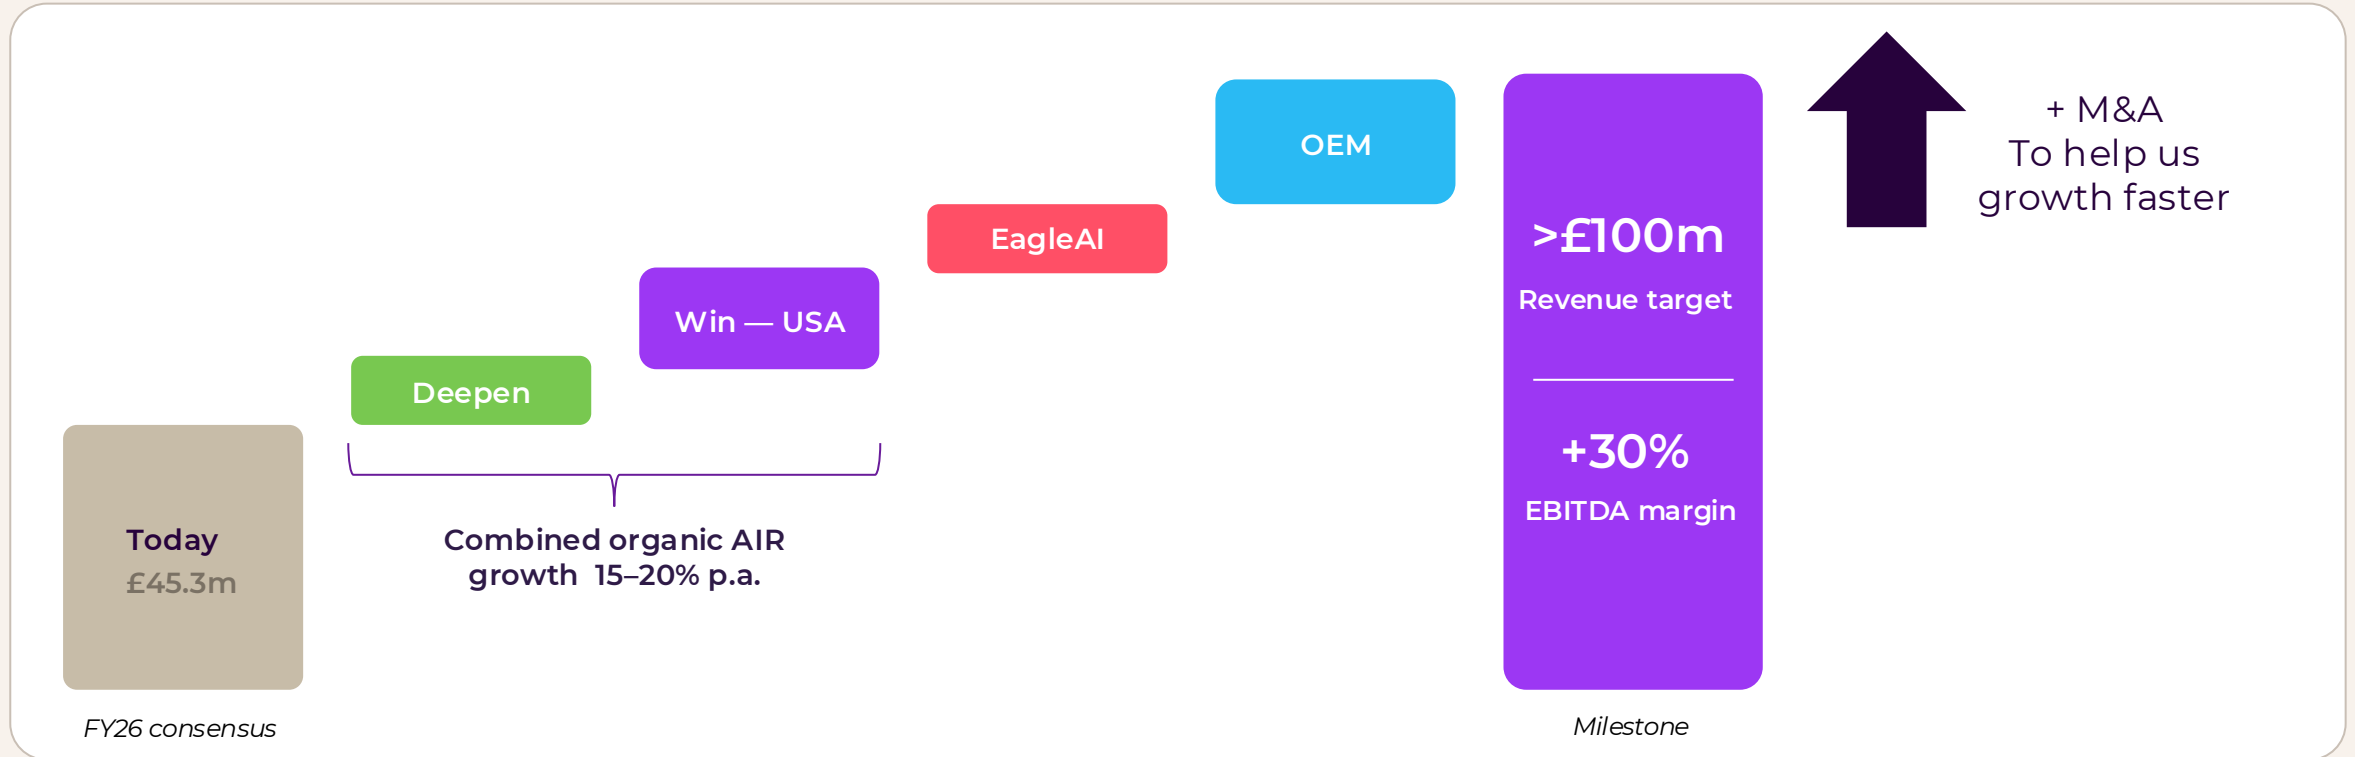 Today
£45.3m
FY26 consensus
Deepen
Win — USA
Combined organic AIR
growth  15–20% p.a.
EagleAI
OEM
>£100m
Revenue target
+30%
EBITDA margin
Milestone
+ M&A
To help us
growth faster